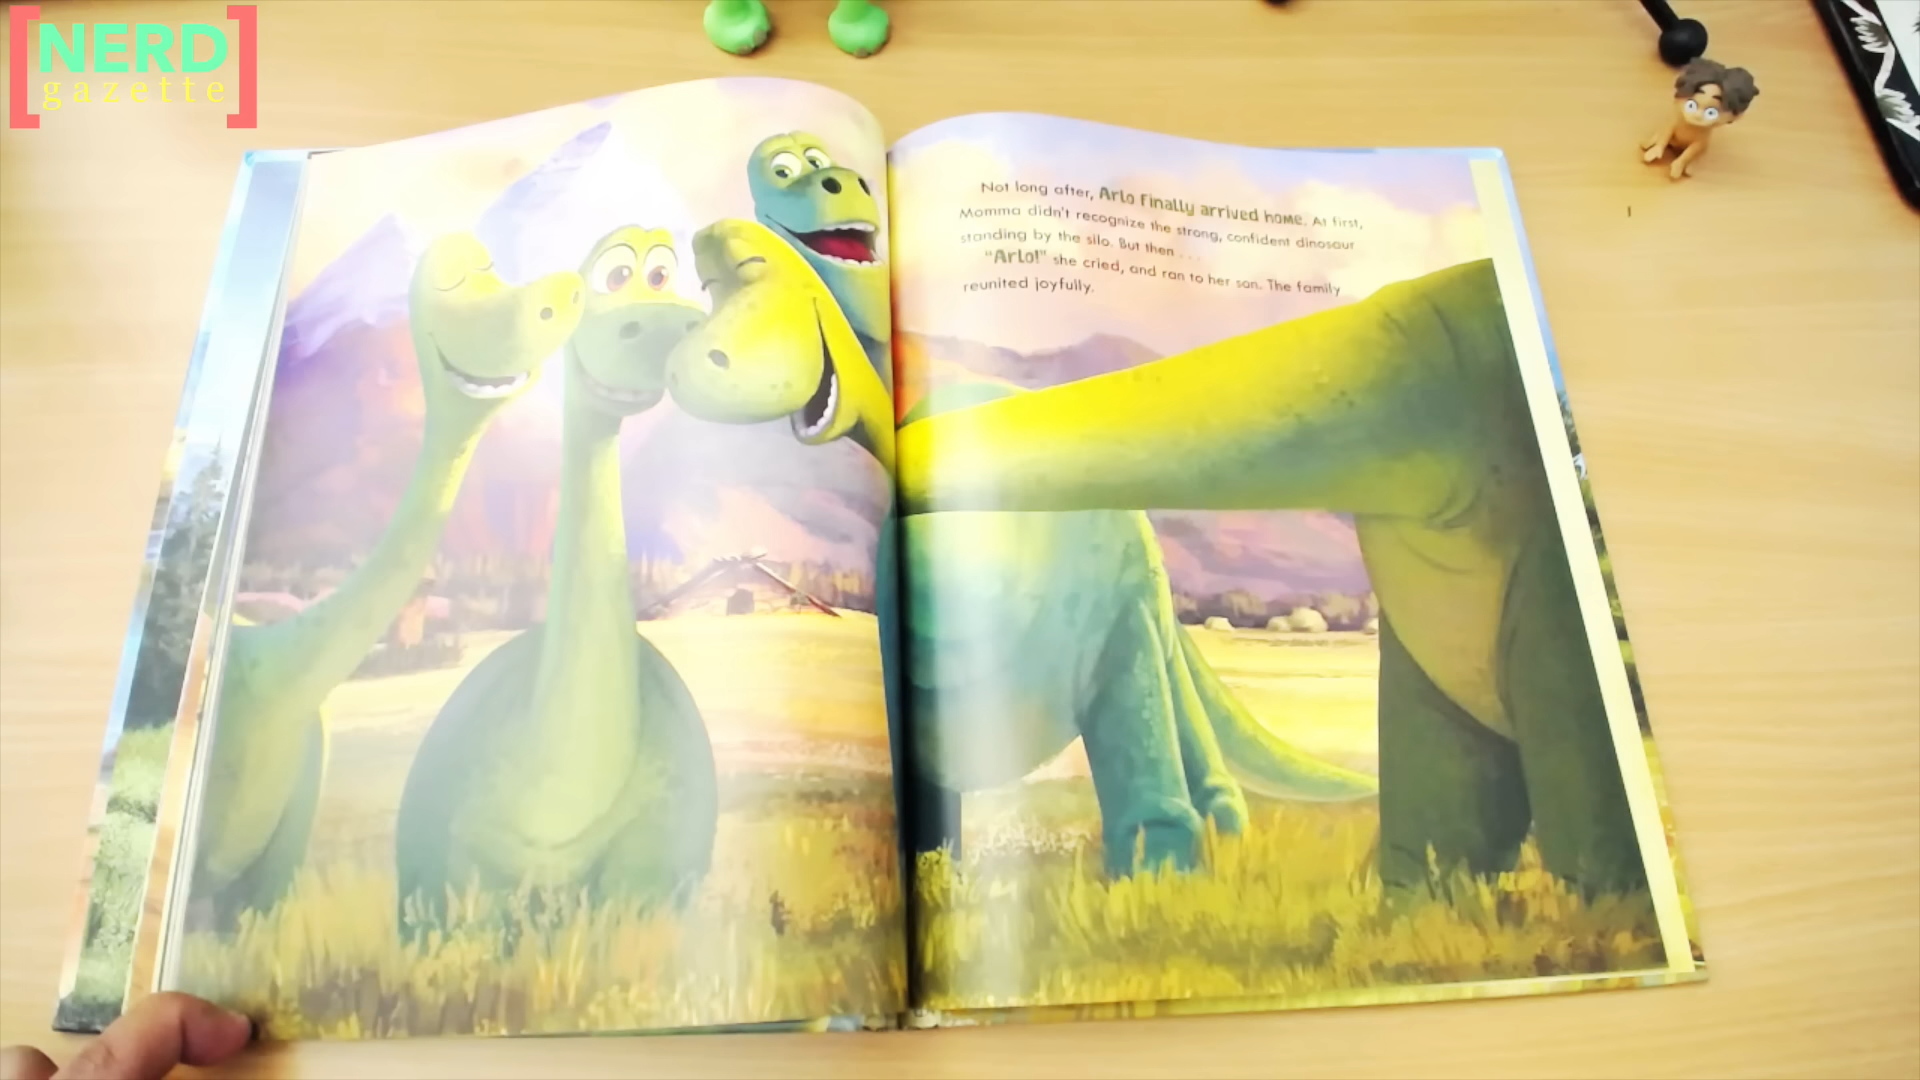 [NERD]
gazette
Not long after, Arlo finally arrived home. At first,
Momma didn't recognize the strong, confident dinosaur
standing by the silo. But then . . .
"Arlo!" she cried, and ran to her son. The family
reunited joyfully.